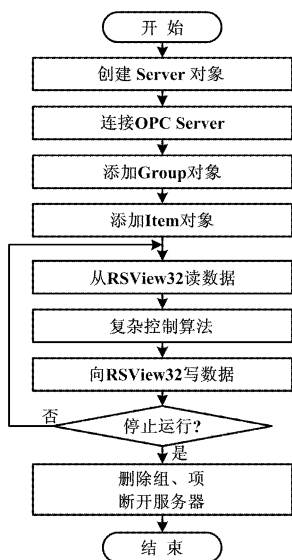 开 始
创建 Server 对象
连接OPC Server
添加Group对象
添加Item对象
从RSView32读数据
复杂控制算法
向RSView32写数据
停止运行?
否
是
删除组、项
断开服务器
结 束